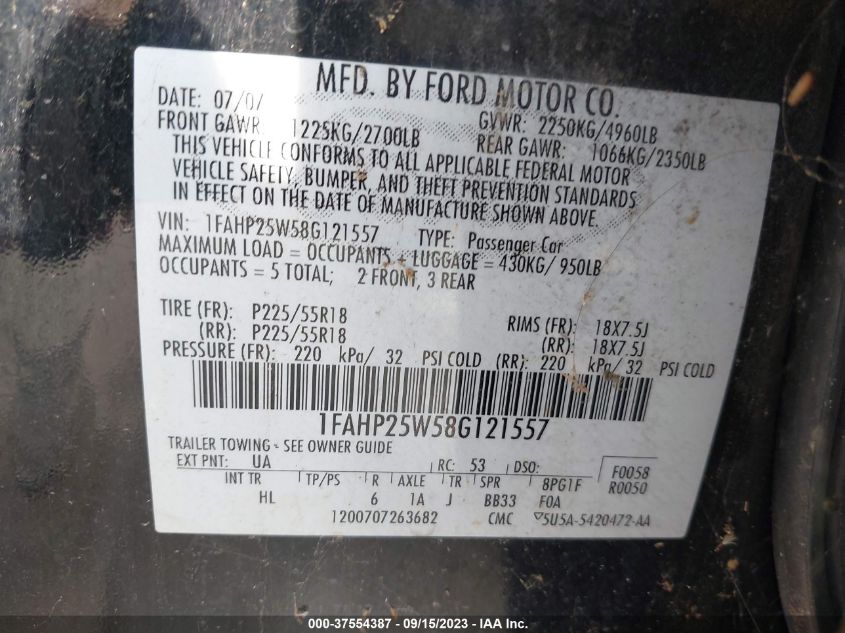 MFD. BY FORD MOTOR CO.
DATE: 07/07
GVWR: 2250KG/4960LB
FRONT GAWR: 1225KG/2700LB REAR GAWR: 1066KG/2350LB
THIS VEHICLE CONFORMS TO ALL APPLICABLE FEDERAL MOTOR
VEHICLE SAFETY, BUMPER, AND THEFT PREVENTION STANDARDS
IN EFFECT ON THE DATE OF MANUFACTURE SHOWN ABOVE.
VIN: 1FAHP25W58G121557 TYPE: Passenger Car
MAXIMUM LOAD = OCCUPANTS + LUGGAGE = 430KG/ 950LB
OCCUPANTS = 5 TOTAL; 2 FRONT, 3 REAR
TIRE (FR): P225/55R18 RIMS (FR): 18X7.5J
(RR): P225/55R18 (RR): 18X7.5J
PRESSURE (FR): 220 kPa/ 32 PSI COLD (RR): 220 kPa/ 32 PSI COLD
1FAHP25W58G121557
TRAILER TOWING - SEE OWNER GUIDE
EXT PNT: UA RC: 53 DSO: F0058
INT TR TP/PS R AXLE TR SPR 8PG1F R0050
HL 6 1A J BB33 F0A
1200707263682 CMC ▽5U5A-5420472-AA
000-37554387 - 09/15/2023 - IAA Inc.